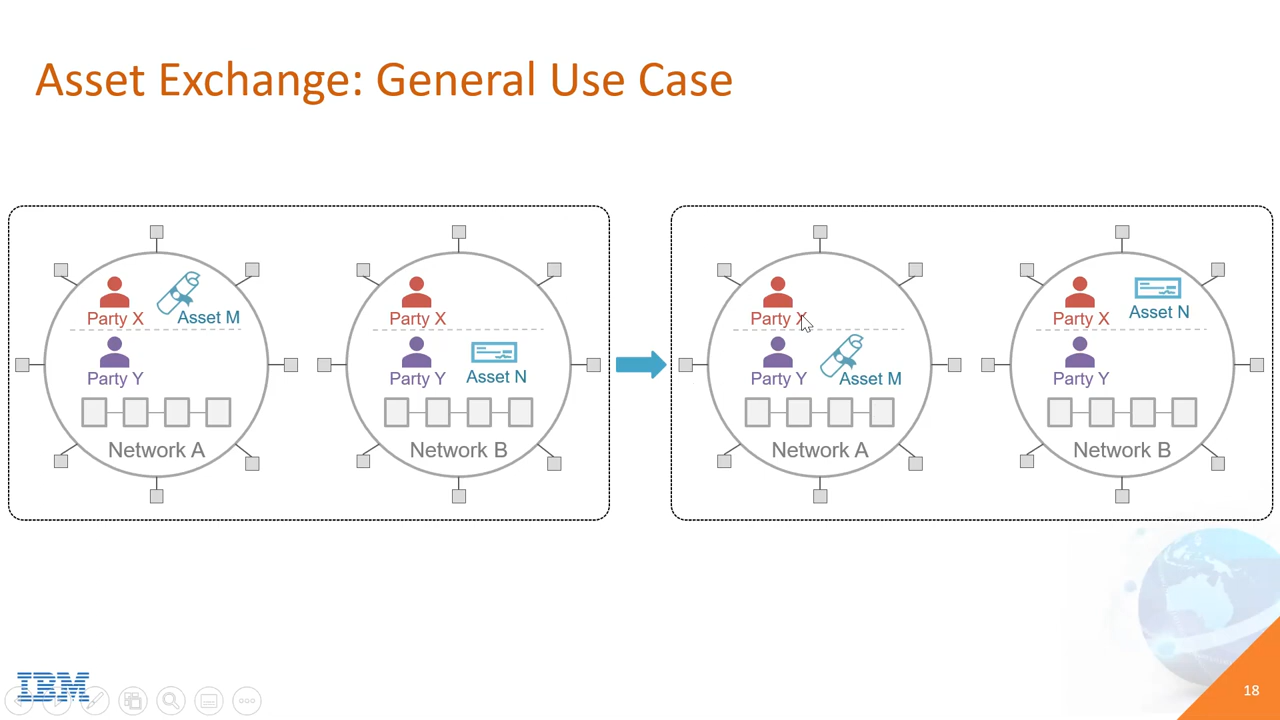 Asset Exchange: General Use Case
Party X
Asset M
Party Y
Network A
Party X
Party Y
Asset N
Network B
Party X
Party Y
Asset M
Network A
Party X
Asset N
Party Y
Network B
IBM
18